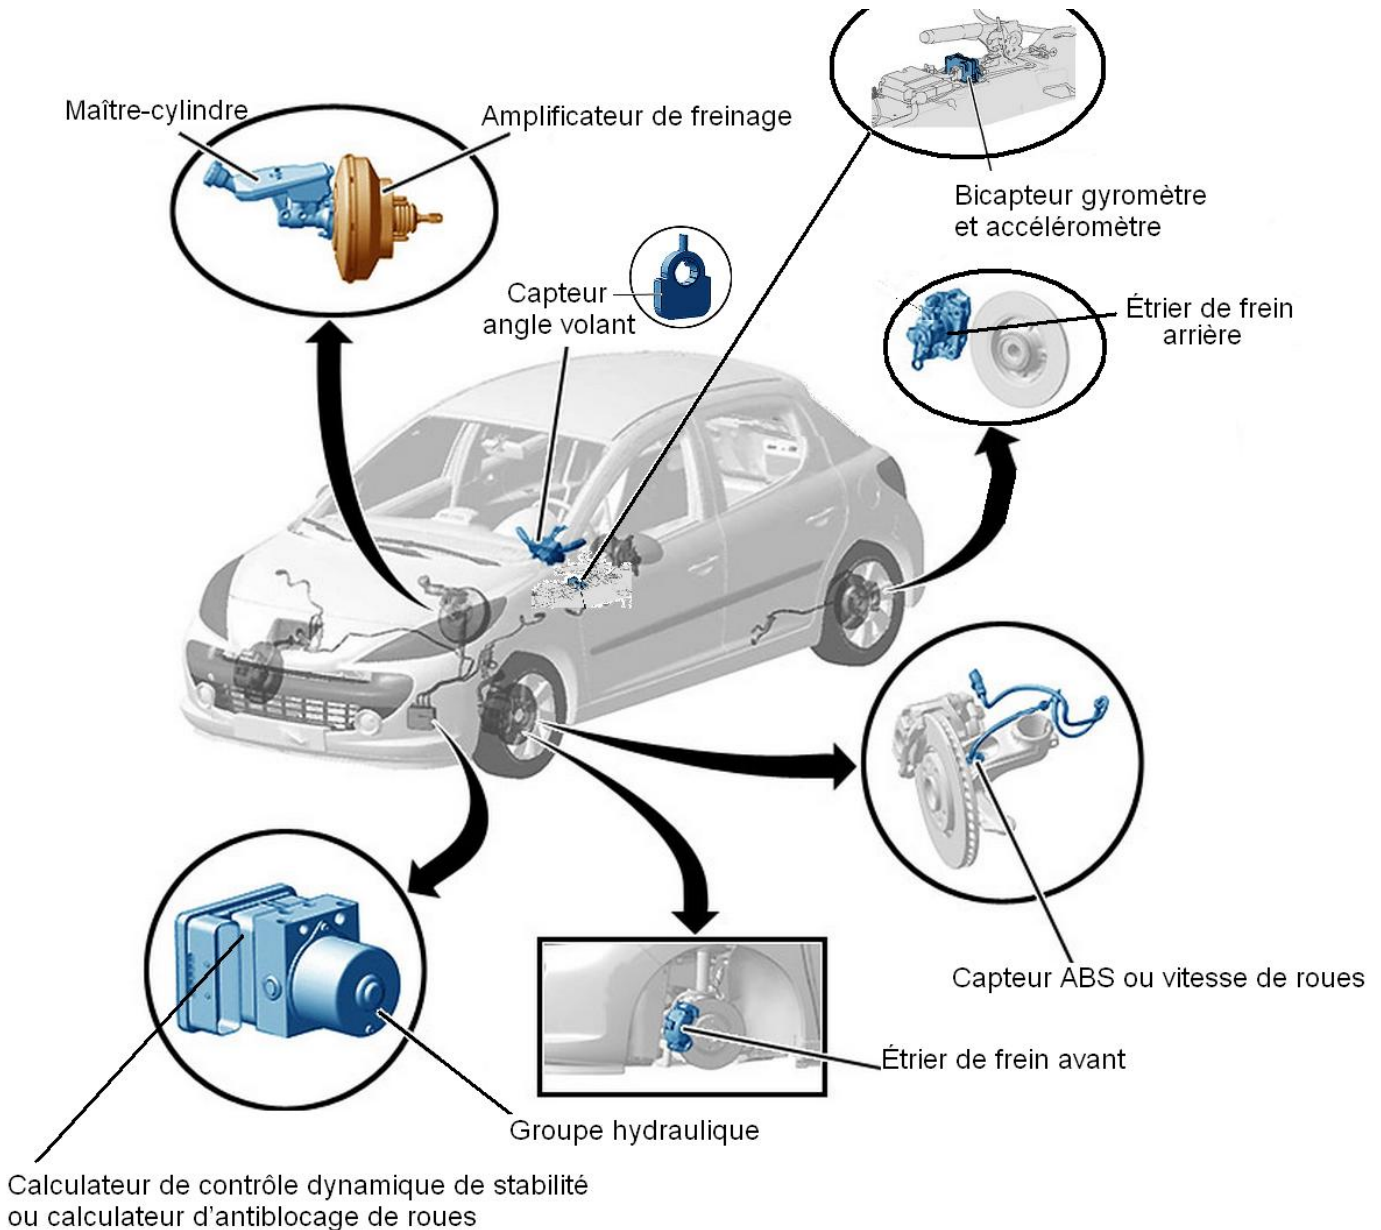 Maître-cylindre
Amplificateur de freinage
Bicapteur gyromètre
et accéléromètre
Capteur
angle volant
Étrier de frein
arrière
Capteur ABS ou vitesse de roues
Étrier de frein avant
Groupe hydraulique
Calculateur de contrôle dynamique de stabilité
ou calculateur d’antiblocage de roues